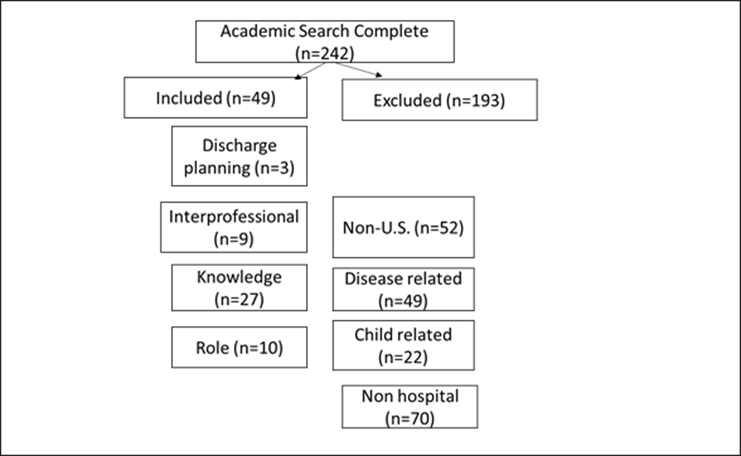 Academic Search Complete
(n=242)
Included (n=49)
Excluded (n=193)
Discharge
planning (n=3)
Interprofessional
(n=9)
Non-U.S. (n=52)
Knowledge
(n=27)
Disease related
(n=49)
Role (n=10)
Child related
(n=22)
Non hospital
(n=70)